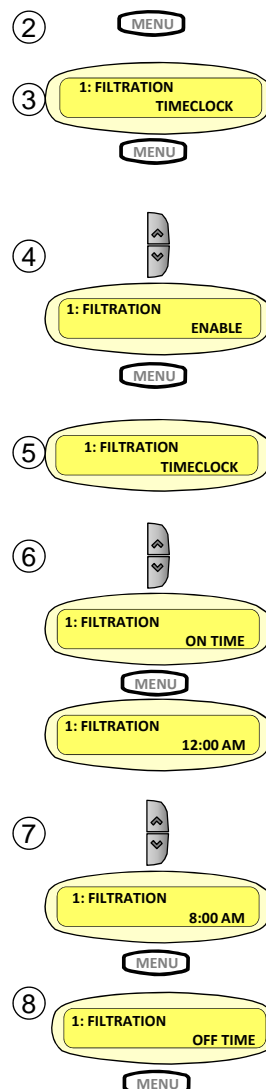 2
MENU
3
1: FILTRATION
TIMECLOCK
MENU
4
1: FILTRATION
ENABLE
MENU
5
1: FILTRATION
TIMECLOCK
6
1: FILTRATION
ON TIME
MENU
1: FILTRATION
12:00 AM
7
1: FILTRATION
8:00 AM
MENU
8
1: FILTRATION
OFF TIME
MENU